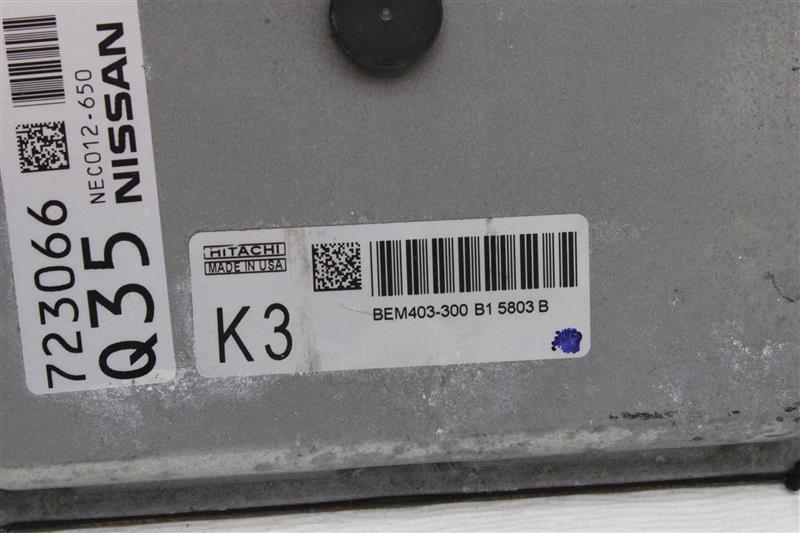 NISSAN
NEC012-650
Q35
723066
HITACHI
MADE IN USA
K3
BEM403-300 B1 5803 B